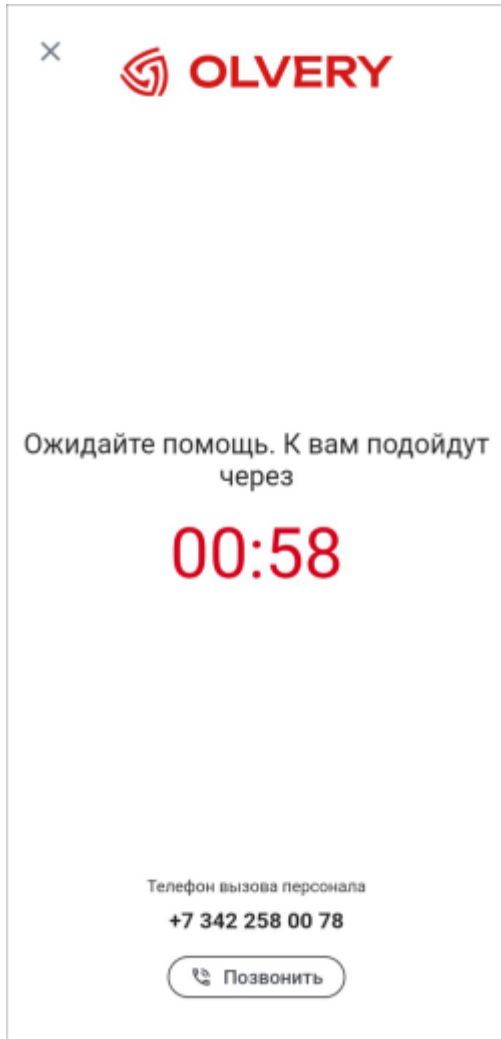 OLVERY
Ожидайте помощь. К вам подойдут
через
00:58
Телефон вызова персонала
+7 342 258 00 78
Позвонить